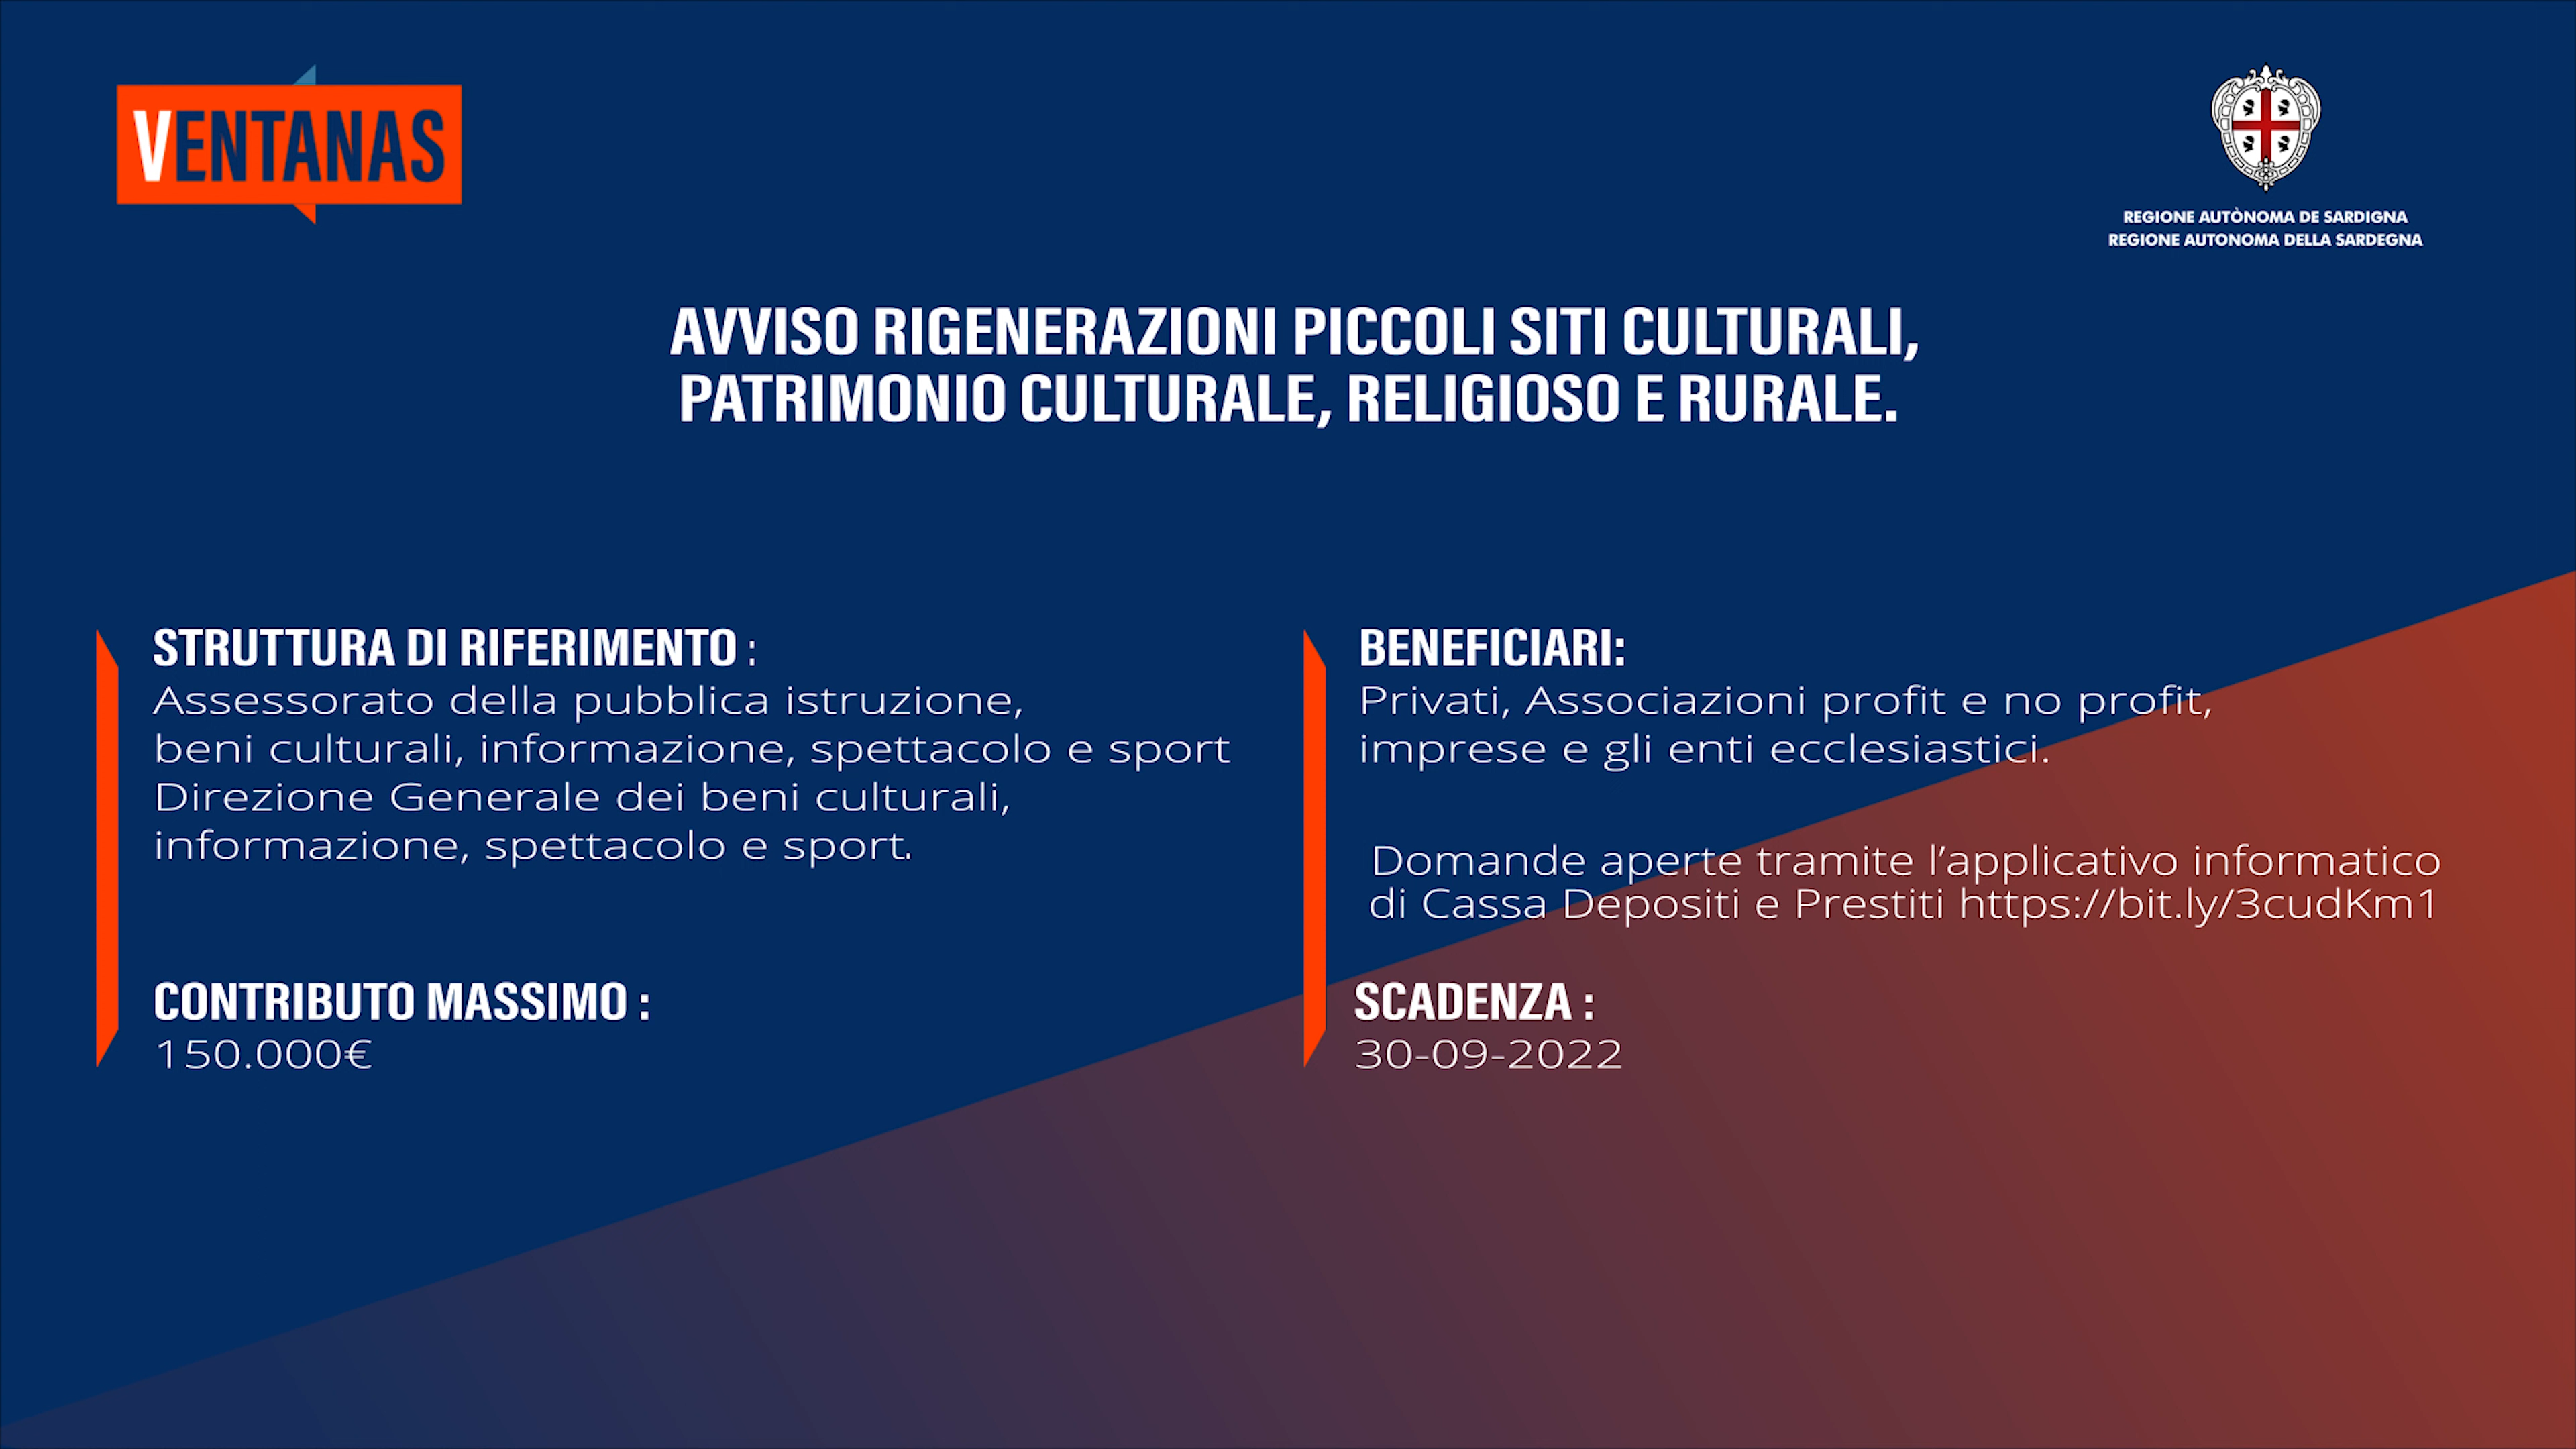 VENTANAS
REGIONE AUTÒNOMA DE SARDIGNA
REGIONE AUTONOMA DELLA SARDEGNA
AVVISO RIGENERAZIONI PICCOLI SITI CULTURALI,
PATRIMONIO CULTURALE, RELIGIOSO E RURALE.
STRUTTURA DI RIFERIMENTO :
Assessorato della pubblica istruzione,
beni culturali, informazione, spettacolo e sport
Direzione Generale dei beni culturali,
informazione, spettacolo e sport.
CONTRIBUTO MASSIMO :
150.000€
BENEFICIARI:
Privati, Associazioni profit e no profit,
imprese e gli enti ecclesiastici.
Domande aperte tramite l’applicativo informatico
di Cassa Depositi e Prestiti https://bit.ly/3cudKm1
SCADENZA :
30-09-2022